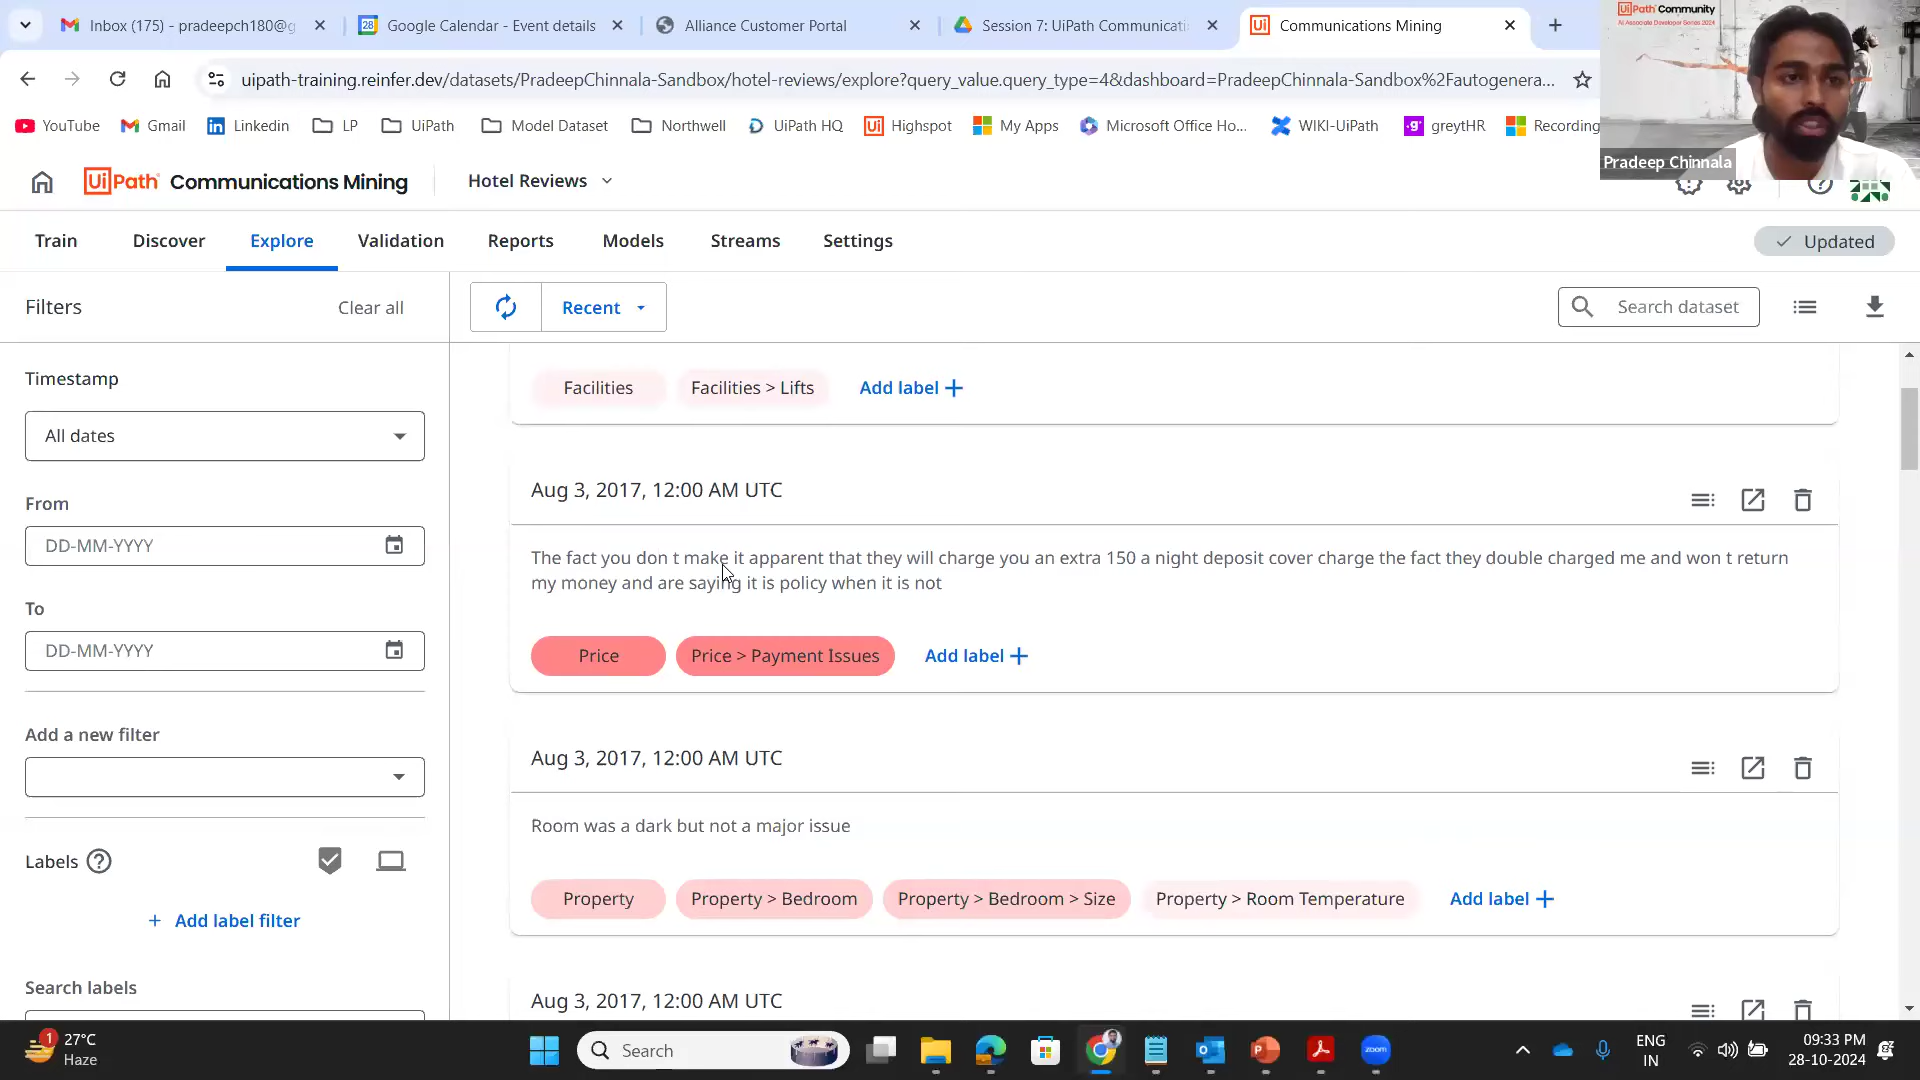 Inbox (175) - pradeepch180@g
Google Calendar - Event details
Alliance Customer Portal
Session 7: UiPath Communicati
Communications Mining
uipath-training.reinfer.dev/datasets/PradeepChinnala-Sandbox/hotel-reviews/explore?query_value.query_type=4&dashboard=PradeepChinnala-Sandbox%2Fautogenera...
YouTube
Gmail
Linkedin
LP
UiPath
Model Dataset
Northwell
UiPath HQ
Highspot
My Apps
Microsoft Office Ho...
WIKI-UiPath
greytHR
Recording
UiPath Community
AI Associate Developer Series 2024
Pradeep Chinnala
UiPath Communications Mining
Hotel Reviews
Train
Discover
Explore
Validation
Reports
Models
Streams
Settings
Updated
Filters
Clear all
Recent
Search dataset
Timestamp
All dates
From
DD-MM-YYYY
To
DD-MM-YYYY
Add a new filter
Labels
Add label filter
Search labels
Facilities
Facilities > Lifts
Add label
Aug 3, 2017, 12:00 AM UTC
The fact you don t make it apparent that they will charge you an extra 150 a night deposit cover charge the fact they double charged me and won t return
my money and are saying it is policy when it is not
Price
Price > Payment Issues
Add label
Aug 3, 2017, 12:00 AM UTC
Room was a dark but not a major issue
Property
Property > Bedroom
Property > Bedroom > Size
Property > Room Temperature
Add label
Aug 3, 2017, 12:00 AM UTC
1
27°C
Haze
Search
zoom
ENG
IN
09:33 PM
28-10-2024